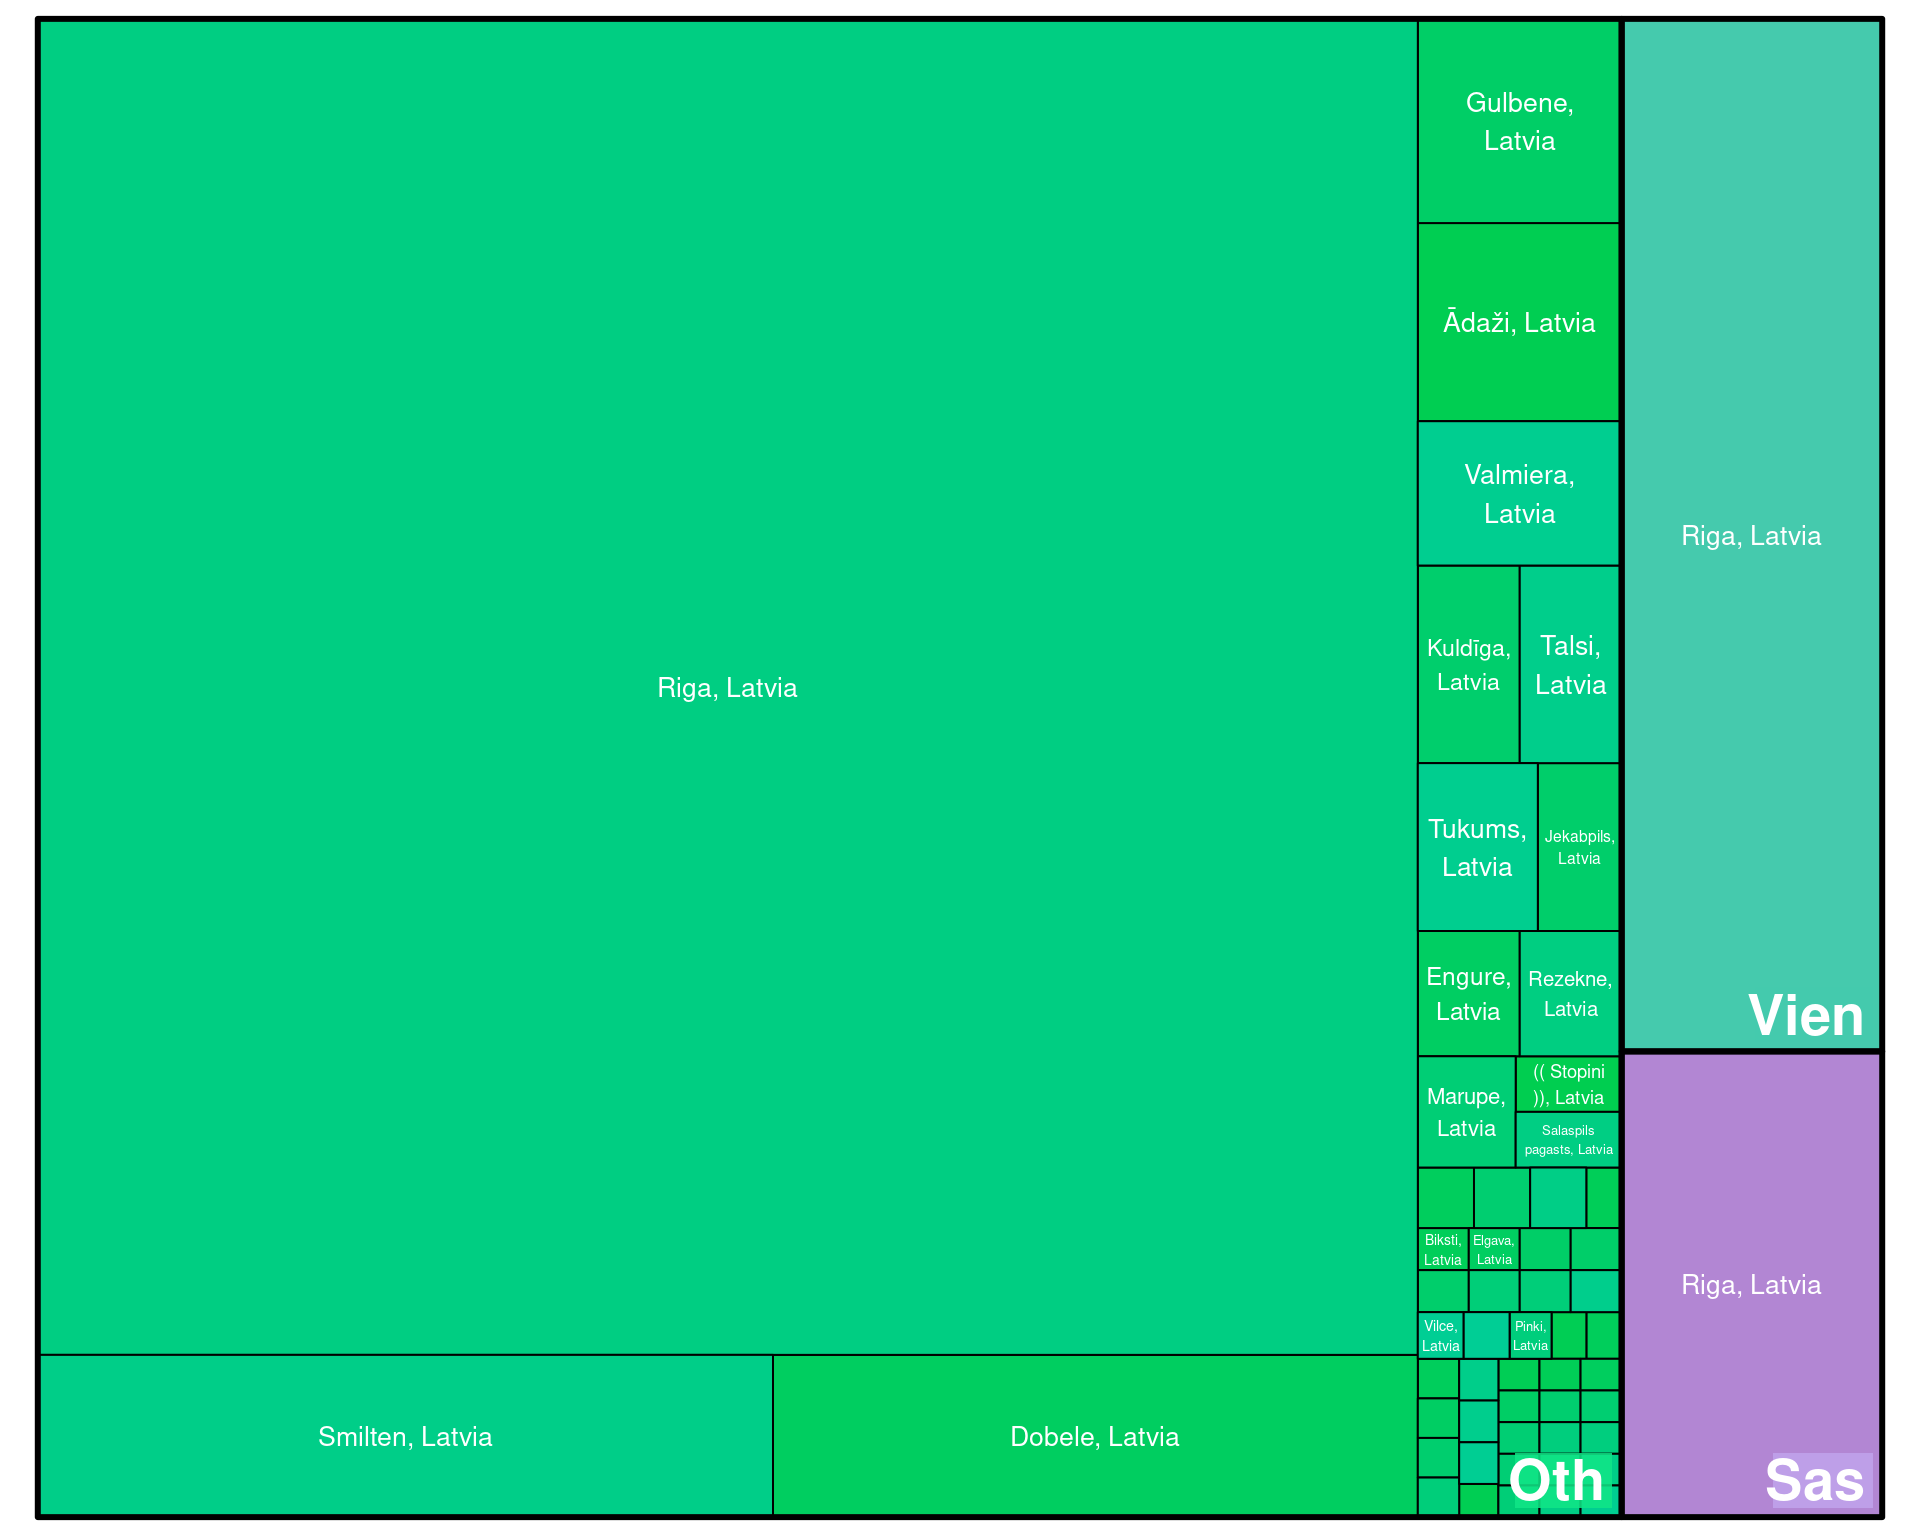 Riga, Latvia
Smilten, Latvia
Dobele, Latvia
Gulbene,
Latvia
Ādaži, Latvia
Valmiera,
Latvia
Kuldīga,
Latvia
Talsi,
Latvia
Tukums,
Latvia
Jekabpils,
Latvia
Engure,
Latvia
Rezekne,
Latvia
Marupe,
Latvia
(( Stopini
)), Latvia
Salaspils
pagasts, Latvia
Biksti,
Latvia
Elgava,
Latvia
Vilce,
Latvia
Pinki,
Latvia
Oth
Riga, Latvia
Vien
Riga, Latvia
Sas